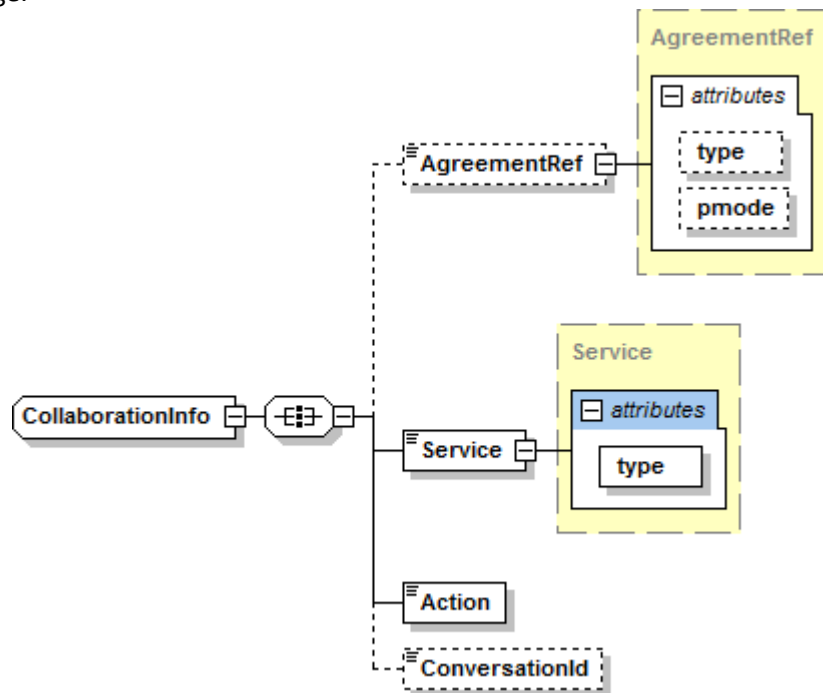 AgreementRef
attributes
type
AgreementRef
pmode
Service
CollaborationInfo
attributes
Service
type
Action
ConversationId